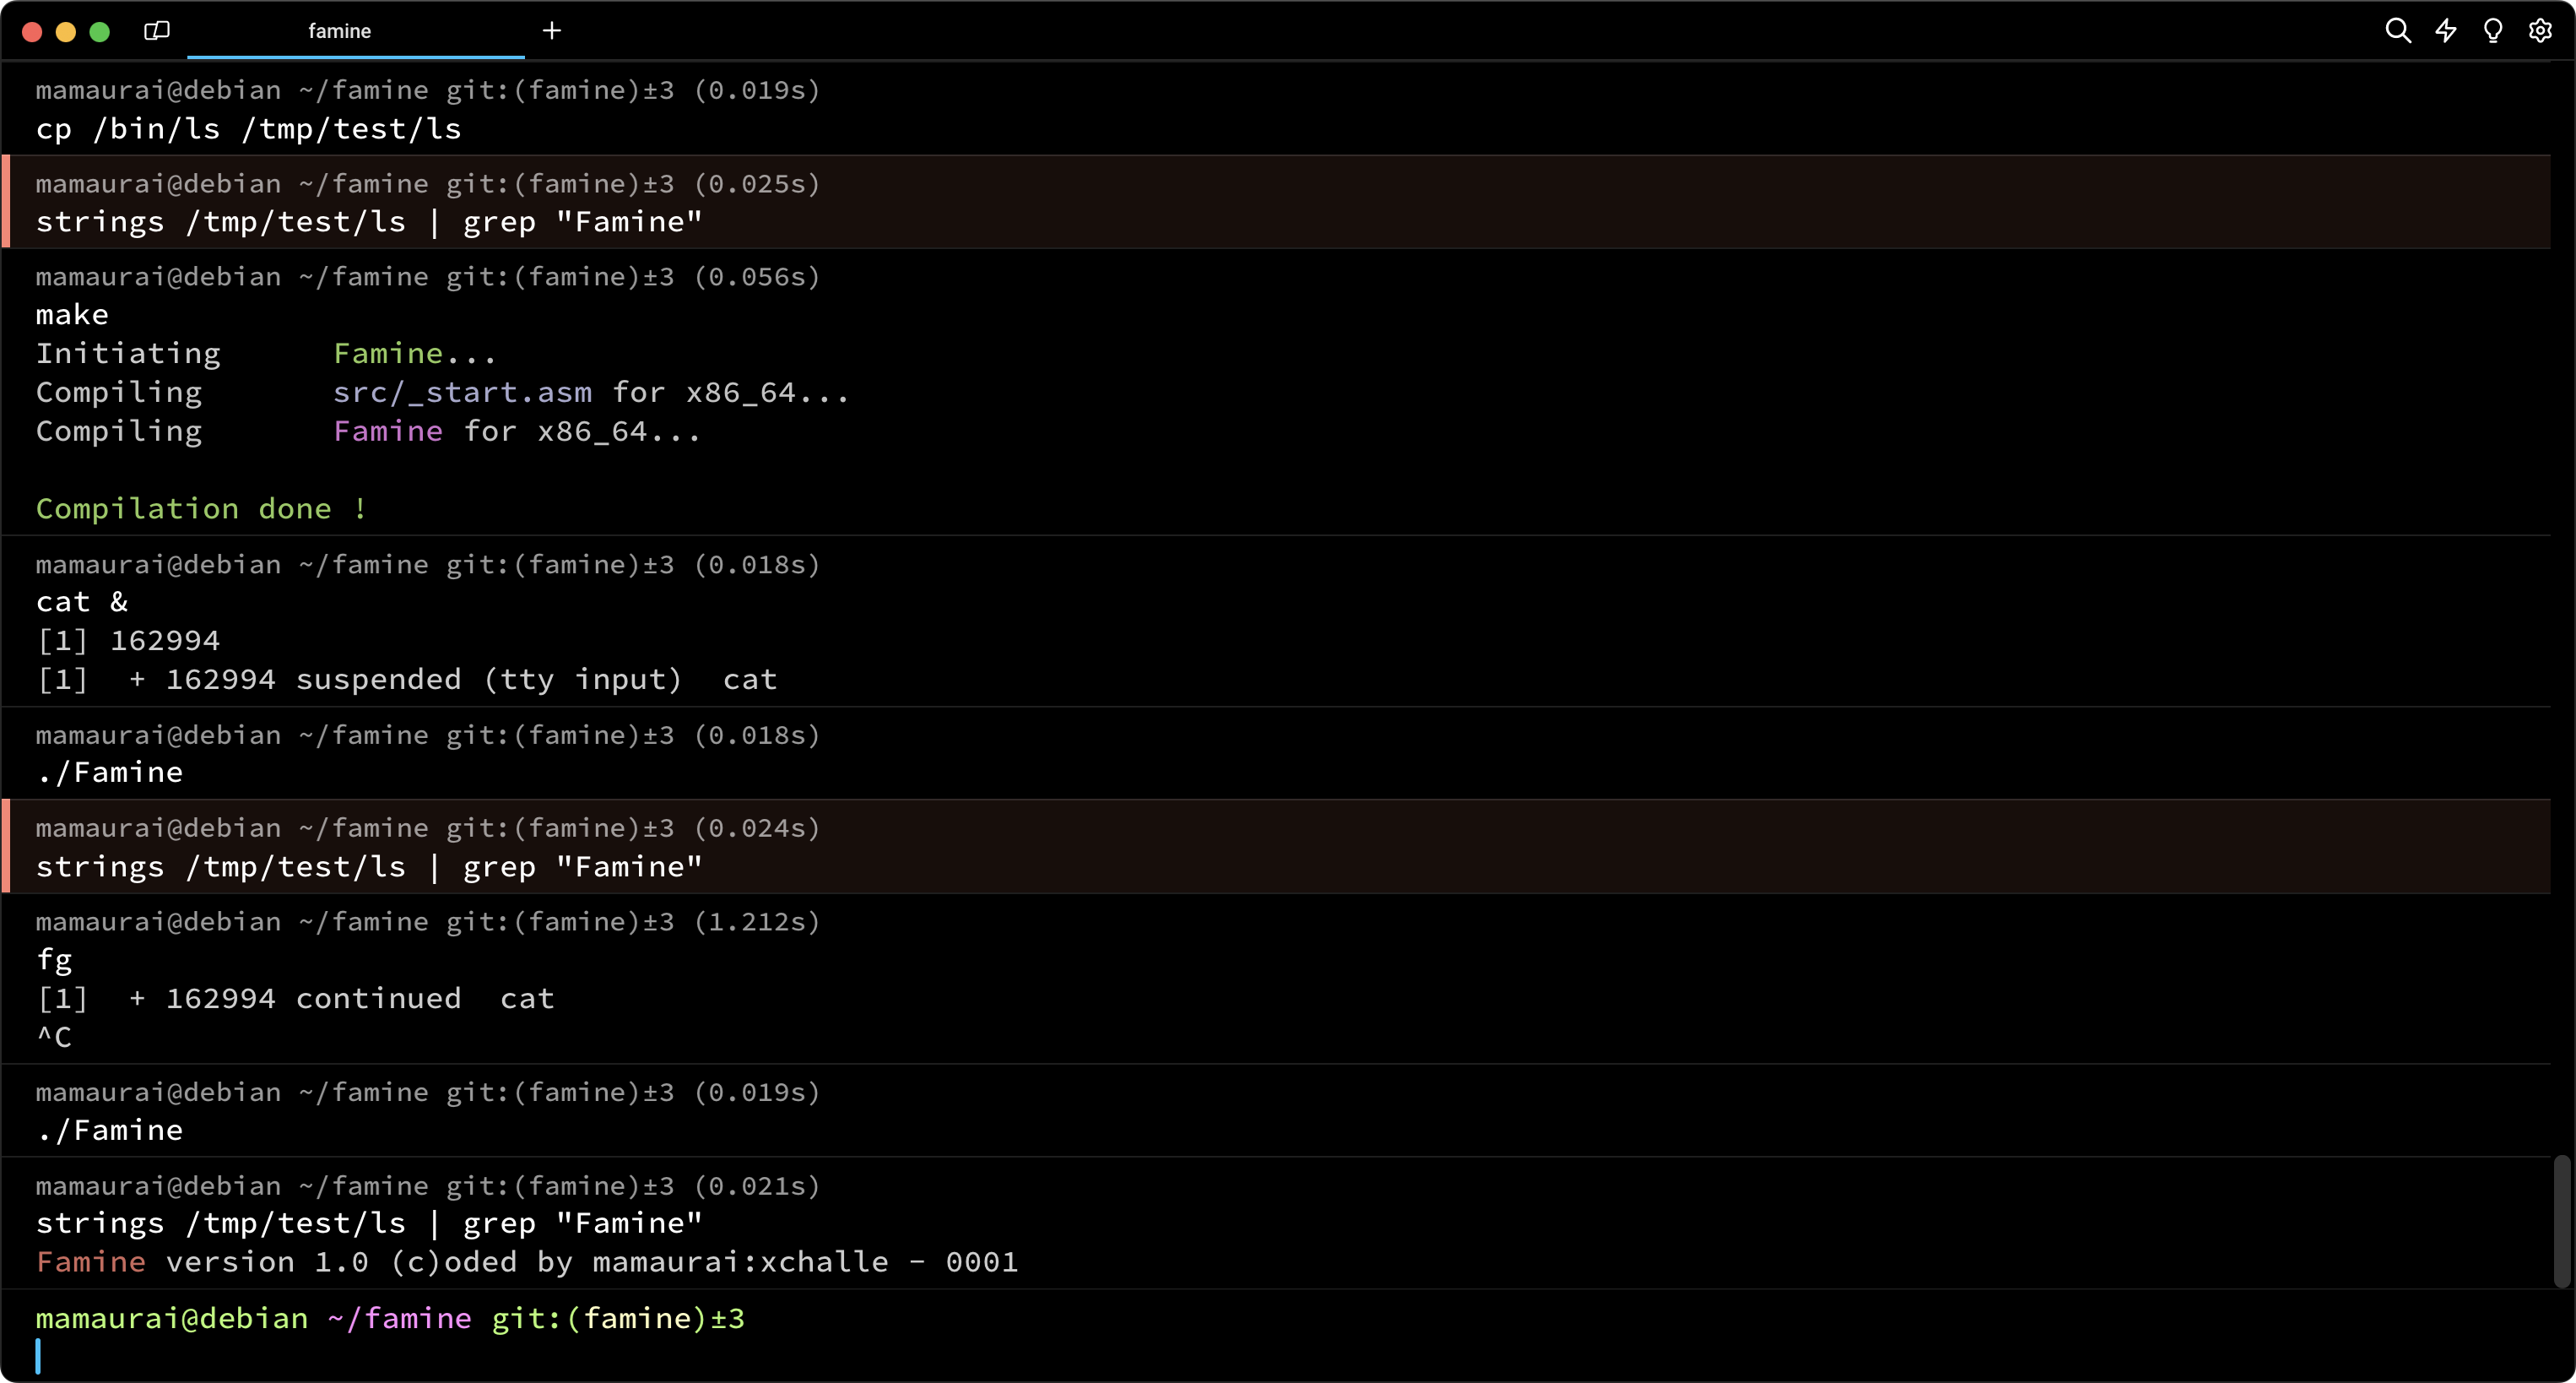 famine
mamaurai@debian ~/famine git:(famine)±3 (0.019s)
cp /bin/ls /tmp/test/ls
mamaurai@debian ~/famine git:(famine)±3 (0.025s)
strings /tmp/test/ls | grep "Famine"
mamaurai@debian ~/famine git:(famine)±3 (0.056s)
make
Initiating Famine...
Compiling src/_start.asm for x86_64...
Compiling Famine for x86_64...
Compilation done !
mamaurai@debian ~/famine git:(famine)±3 (0.018s)
cat &
[1] 162994
[1]  + 162994 suspended (tty input)  cat
mamaurai@debian ~/famine git:(famine)±3 (0.018s)
./Famine
mamaurai@debian ~/famine git:(famine)±3 (0.024s)
strings /tmp/test/ls | grep "Famine"
mamaurai@debian ~/famine git:(famine)±3 (1.212s)
fg
[1]  + 162994 continued  cat
^C
mamaurai@debian ~/famine git:(famine)±3 (0.019s)
./Famine
mamaurai@debian ~/famine git:(famine)±3 (0.021s)
strings /tmp/test/ls | grep "Famine"
Famine version 1.0 (c)oded by mamaurai:xchalle - 0001
mamaurai@debian ~/famine git:(famine)±3